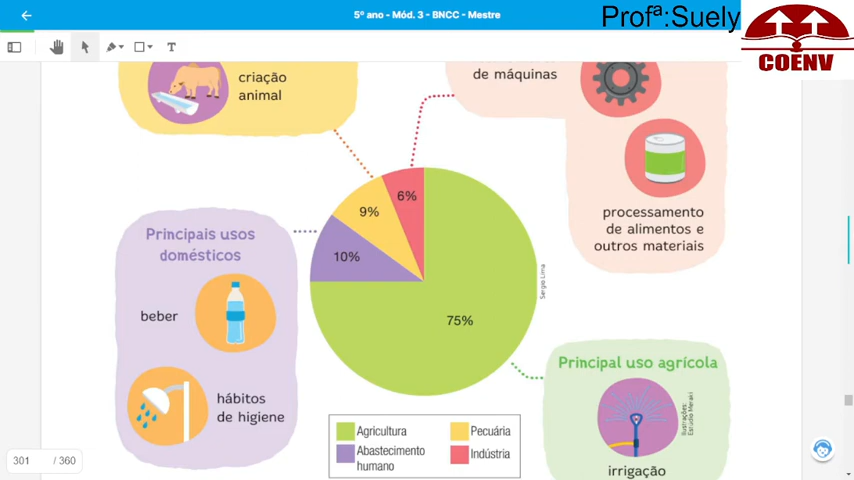 5º ano - Mód. 3 - BNCC - Mestre
Profª:Suely
COENV
T
criação
animal
de máquinas
processamento
de alimentos e
outros materiais
6%
9%
10%
75%
Sergio Lima
Principais usos
domésticos
beber
hábitos
de higiene
Principal uso agrícola
Ilustrações:
Estúdio Meraki
irrigação
Agricultura
Pecuária
Abastecimento
humano
Indústria
301 / 360